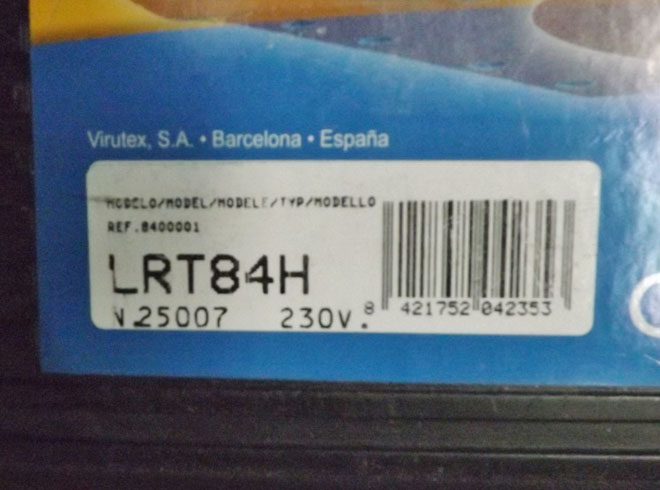 Virutex, S.A. • Barcelona • España
MODELO/MODEL/MODELE/TYP/MODELLO
REF.8400001
LRT84H
N.25007 230V.
8 421752 042353